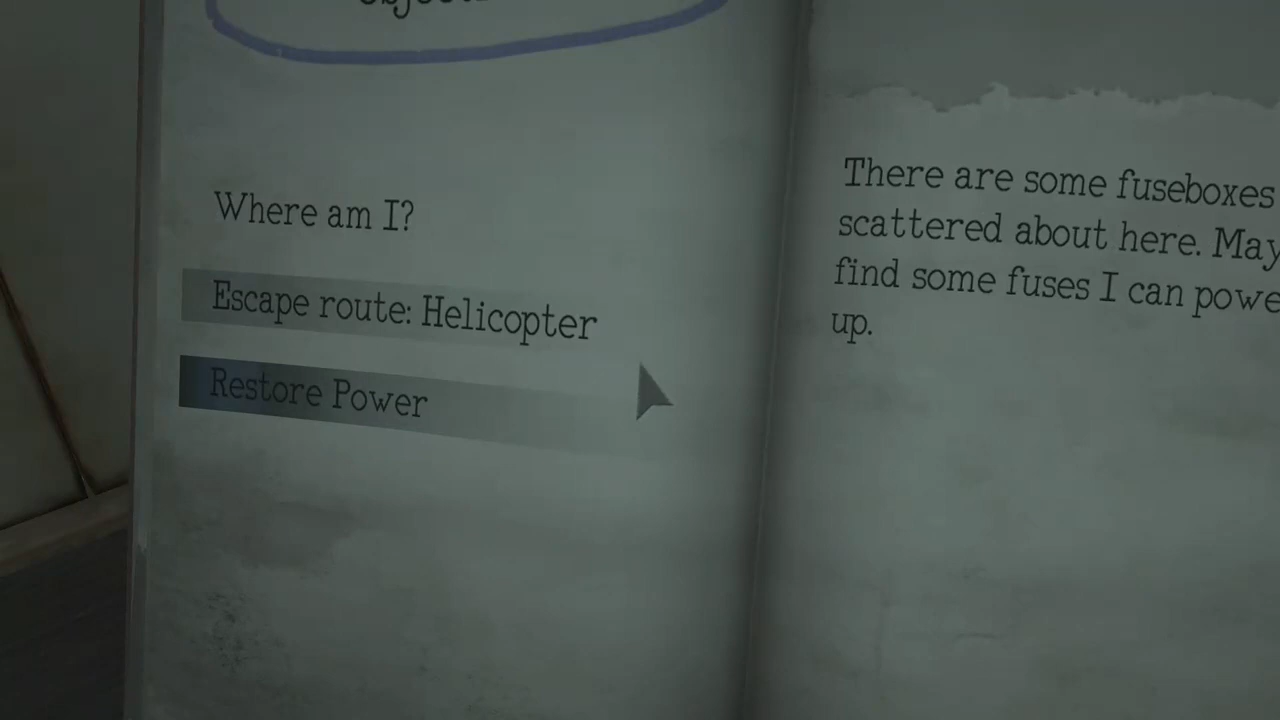 Where am I?
Escape route: Helicopter
Restore Power
There are some fuseboxes
scattered about here. May
find some fuses I can powe
up.